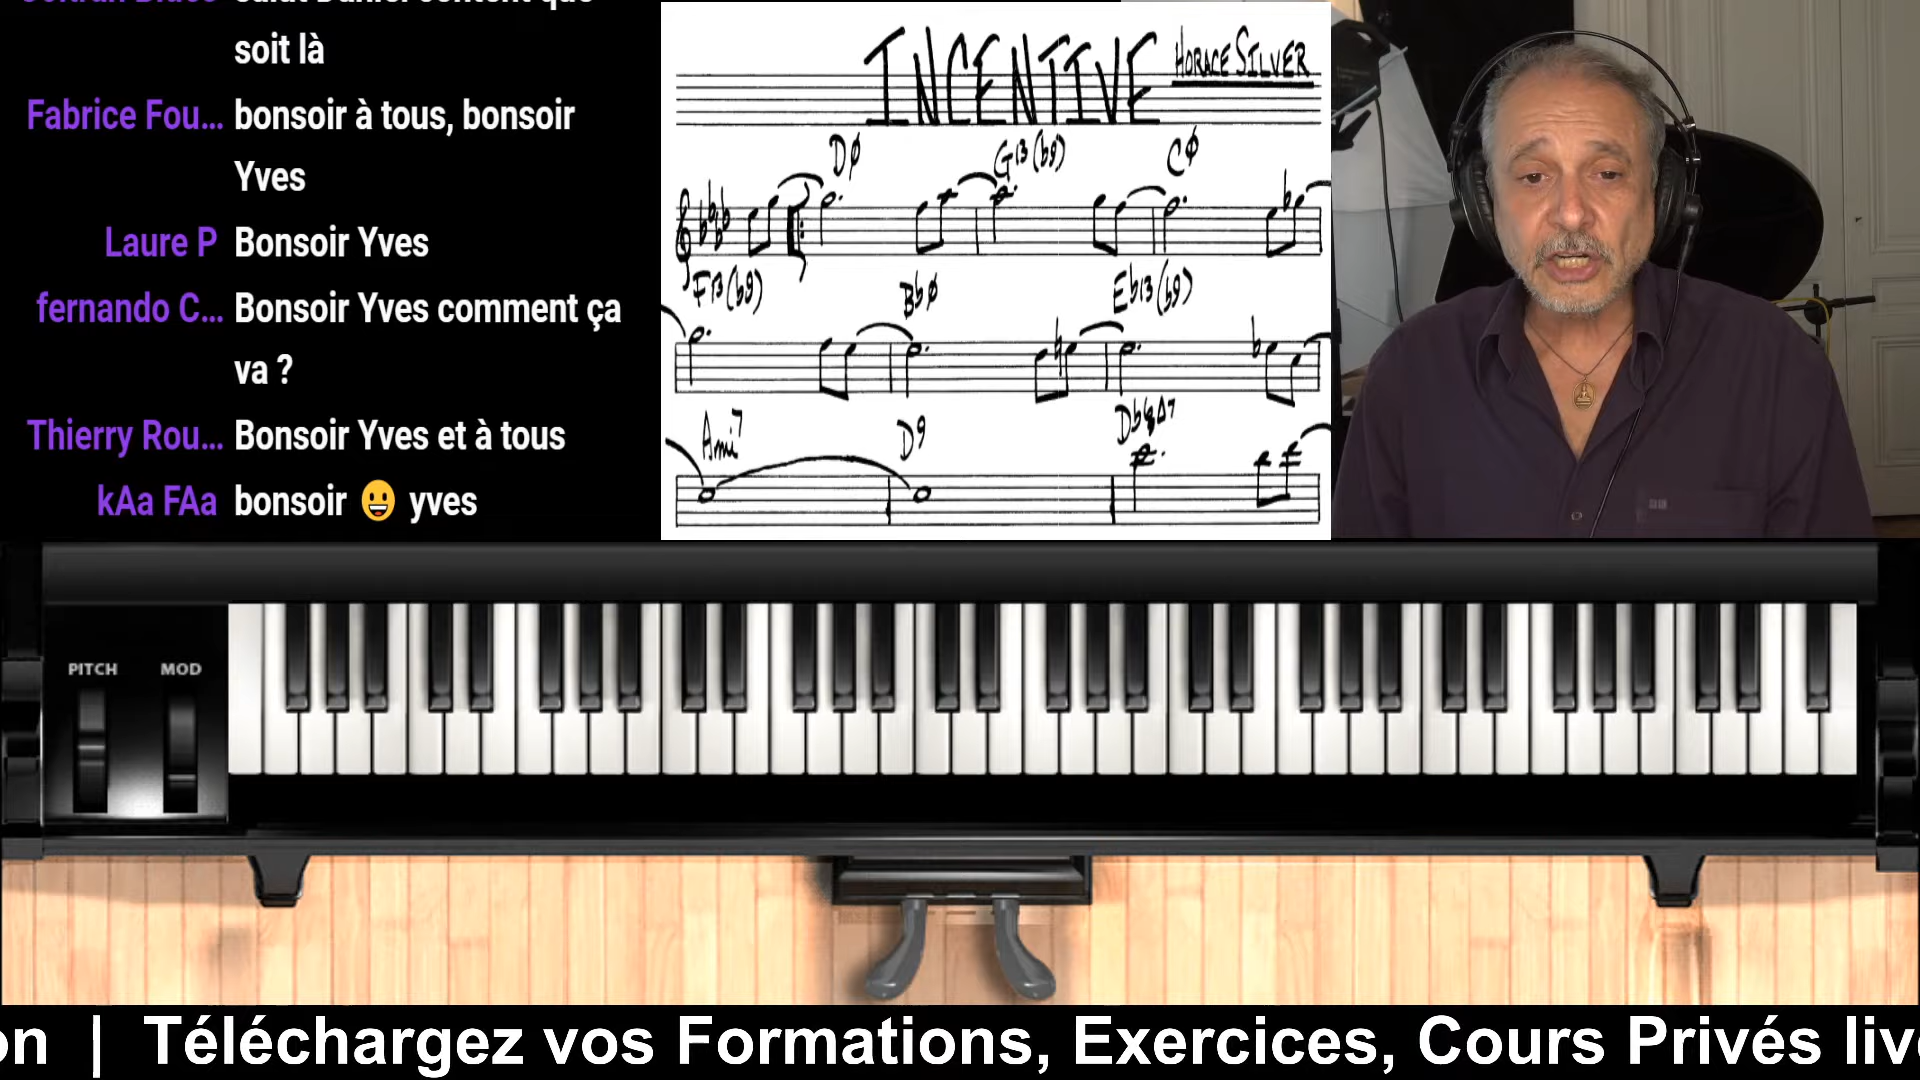 soit là
Fabrice Fou... bonsoir à tous, bonsoir
Yves
Laure P Bonsoir Yves
fernando C... Bonsoir Yves comment ça
va ?
Thierry Rou... Bonsoir Yves et à tous
kAa FAa bonsoir 😀 yves
INCENTIVE HORACE SILVER
Dø G13(b9) Cø
F13(b9) Bbø Eb13(b9)
Ami7 D9
PITCH MOD
on | Téléchargez vos Formations, Exercices, Cours Privés liv